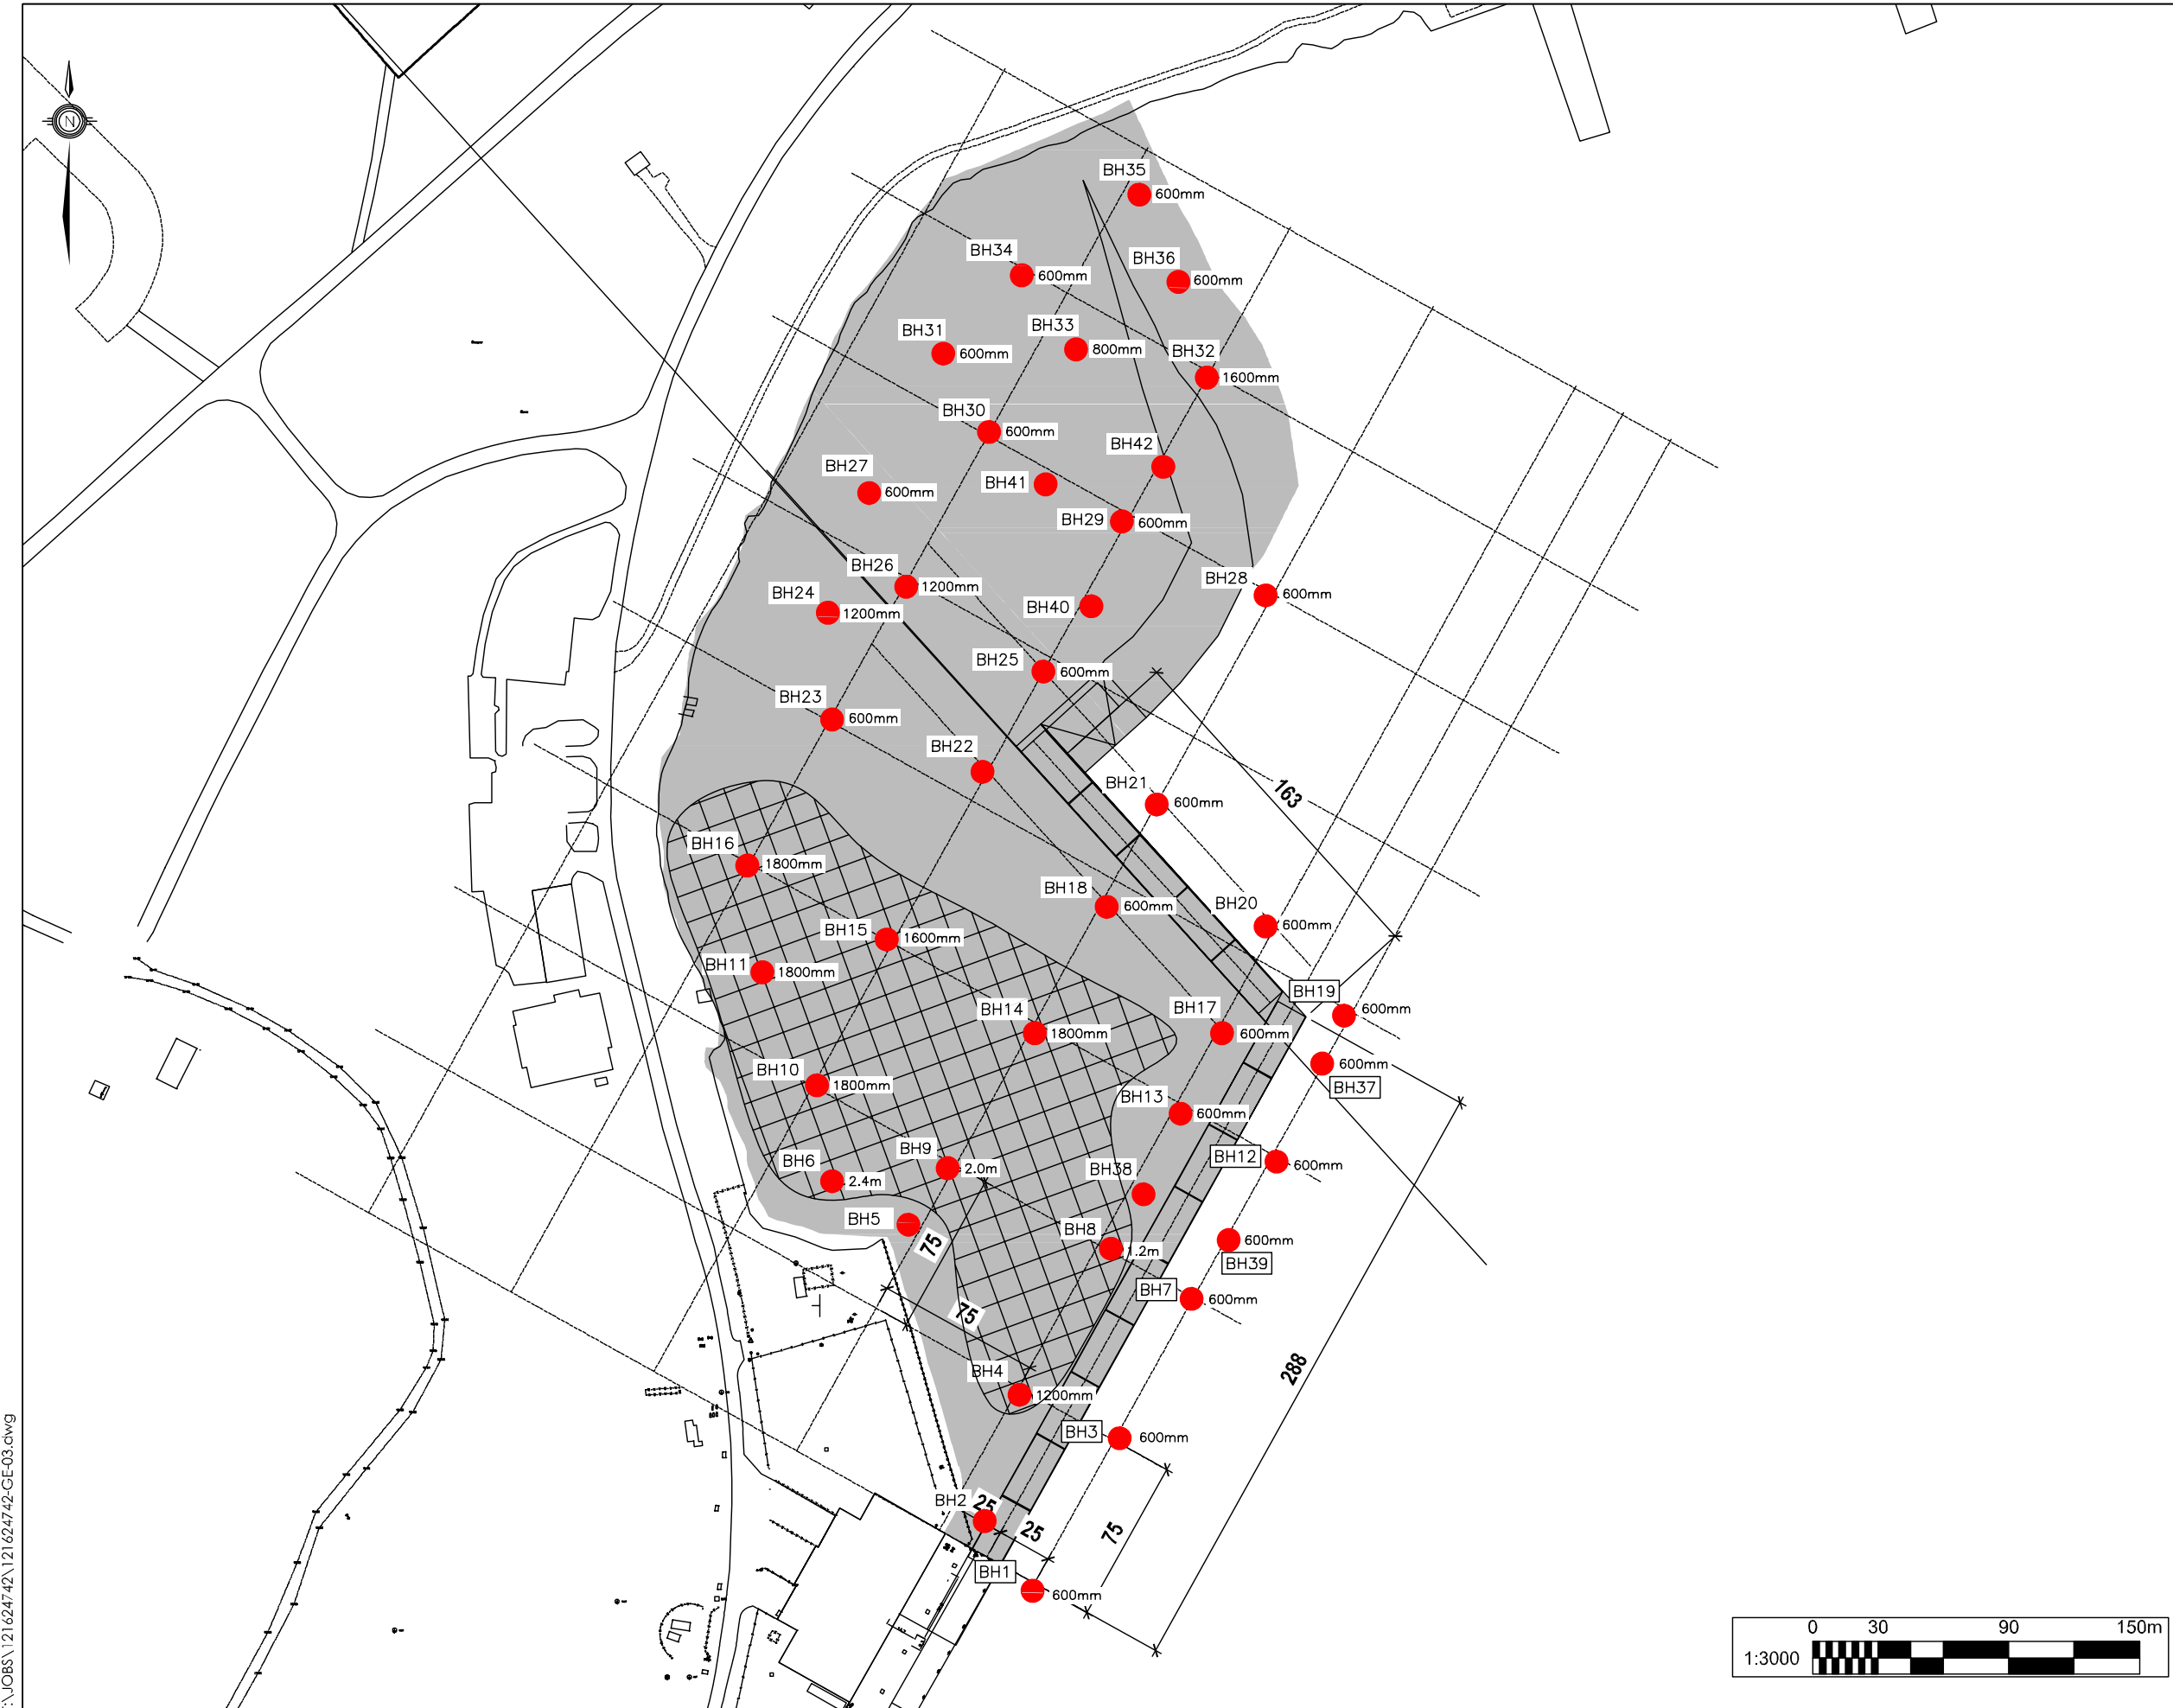 N
BH35
600mm
BH34
600mm
BH36
600mm
BH31
600mm
BH33
800mm
BH32
1600mm
BH30
600mm
BH42
BH27
600mm
BH41
BH29
600mm
BH26
1200mm
BH28
600mm
BH24
1200mm
BH40
BH25
600mm
BH23
600mm
BH22
BH21
600mm
163
BH16
1800mm
BH18
600mm
BH20
600mm
BH15
1600mm
BH11
1800mm
BH19
600mm
BH14
1800mm
BH17
600mm
600mm
BH37
BH10
1800mm
BH13
600mm
BH12
600mm
BH9
2.0m
BH6
2.4m
BH38
BH5
75
BH8
1.2m
600mm
BH39
BH7
600mm
75
BH4
1200mm
288
BH3
600mm
BH2
25
25
75
BH1
600mm
0 30 90 150m
1:3000
:\JOBS\121624742\121624742-GE-03.dwg